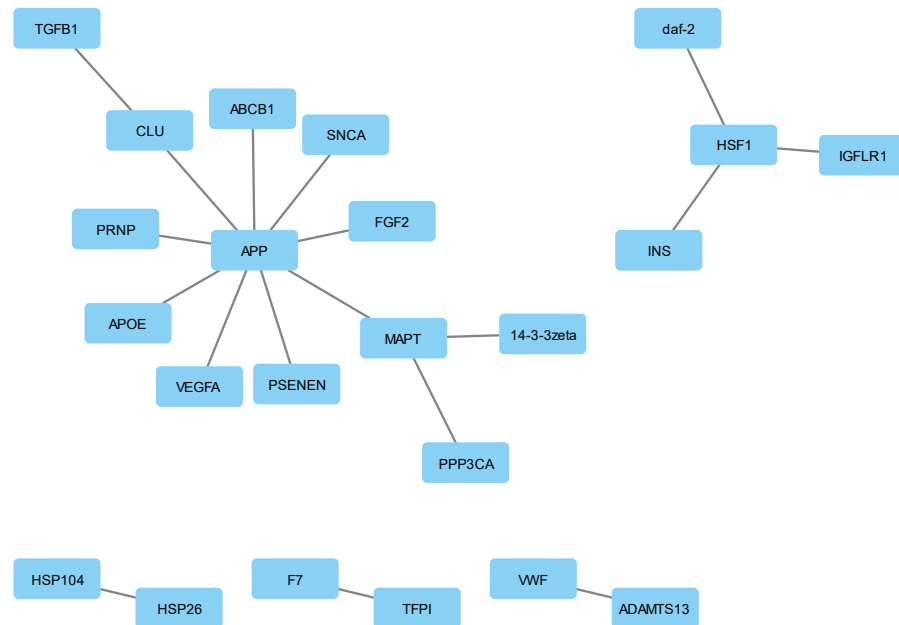 TGFB1
daf-2
ABCB1
CLU
SNCA
HSF1
IGFLR1
PRNP
FGF2
APP
INS
APOE
MAPT
14-3-3zeta
VEGFA
PSENEN
PPP3CA
HSP104
F7
VWF
HSP26
TFPI
ADAMTS13